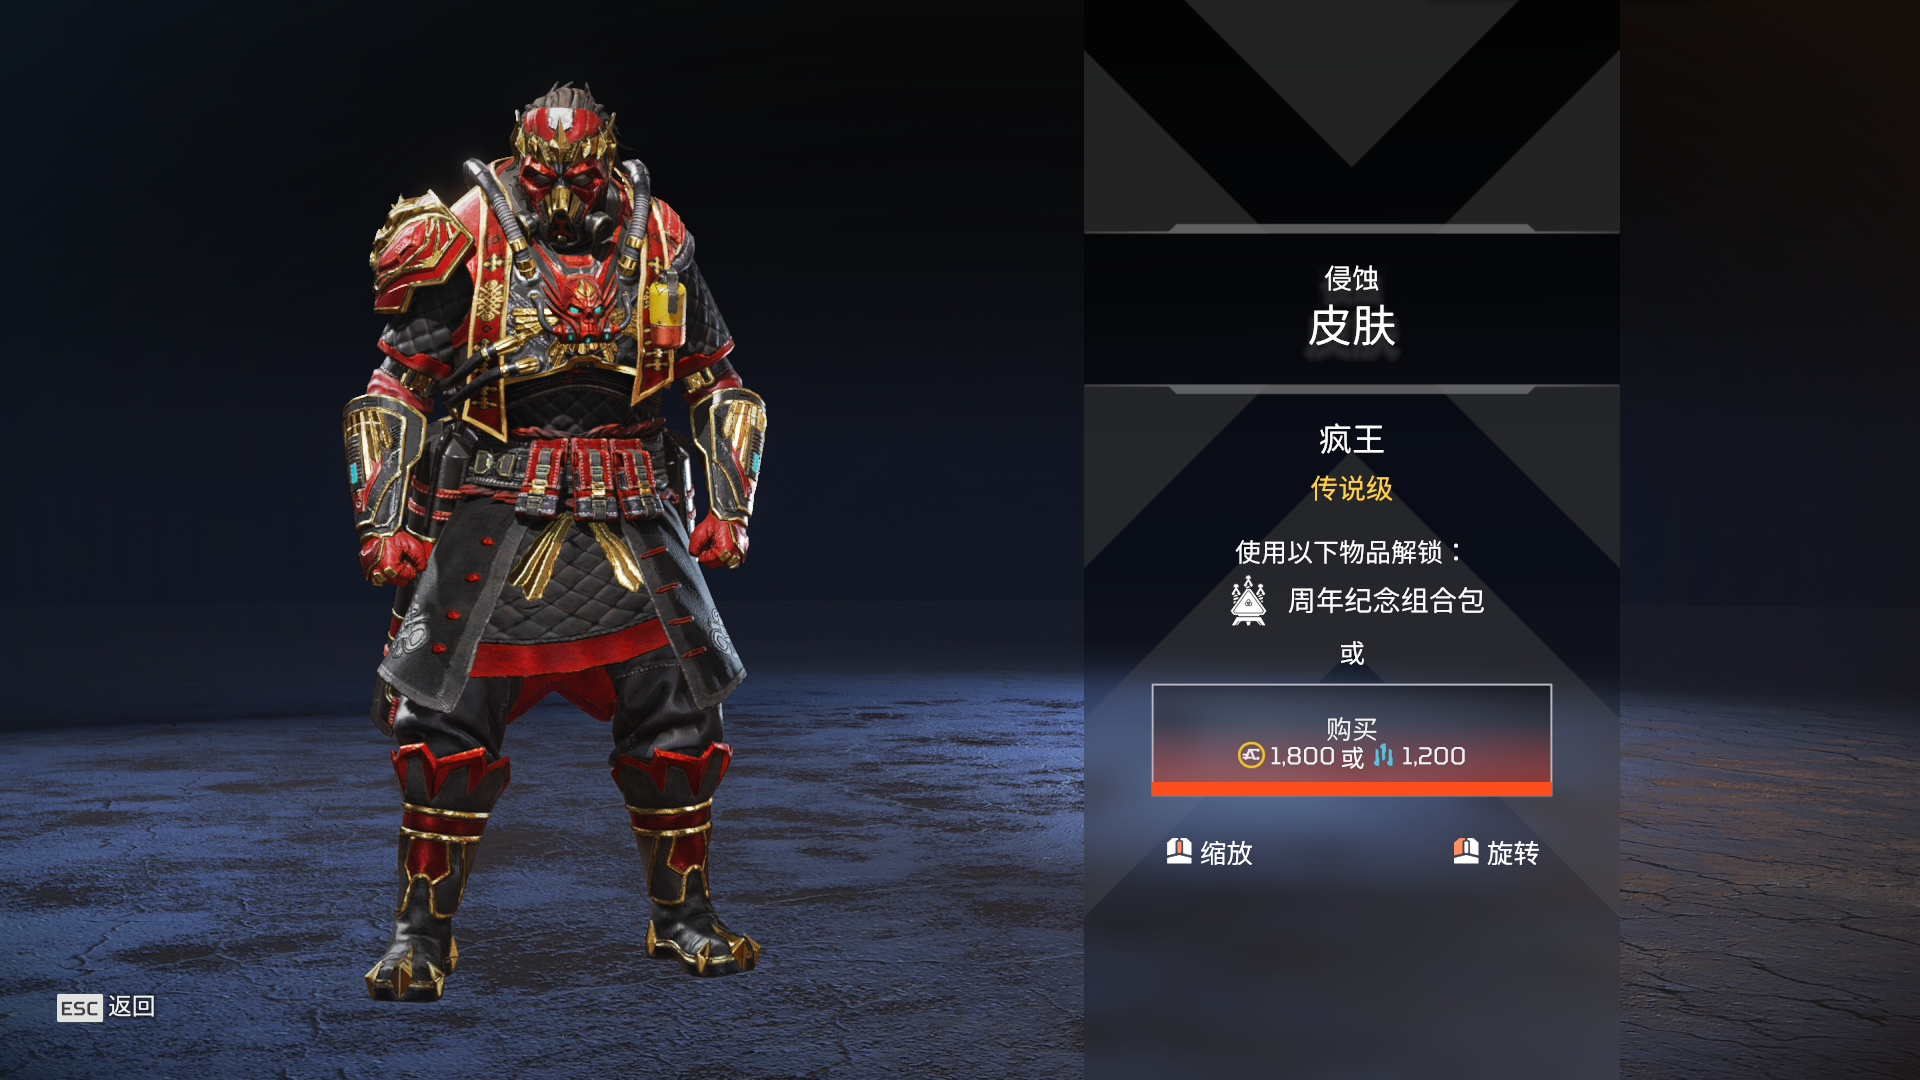 侵蚀
皮肤
疯王
传说级
使用以下物品解锁：
周年纪念组合包
或
购买
1,800 或 1,200
缩放 旋转
ESC 返回